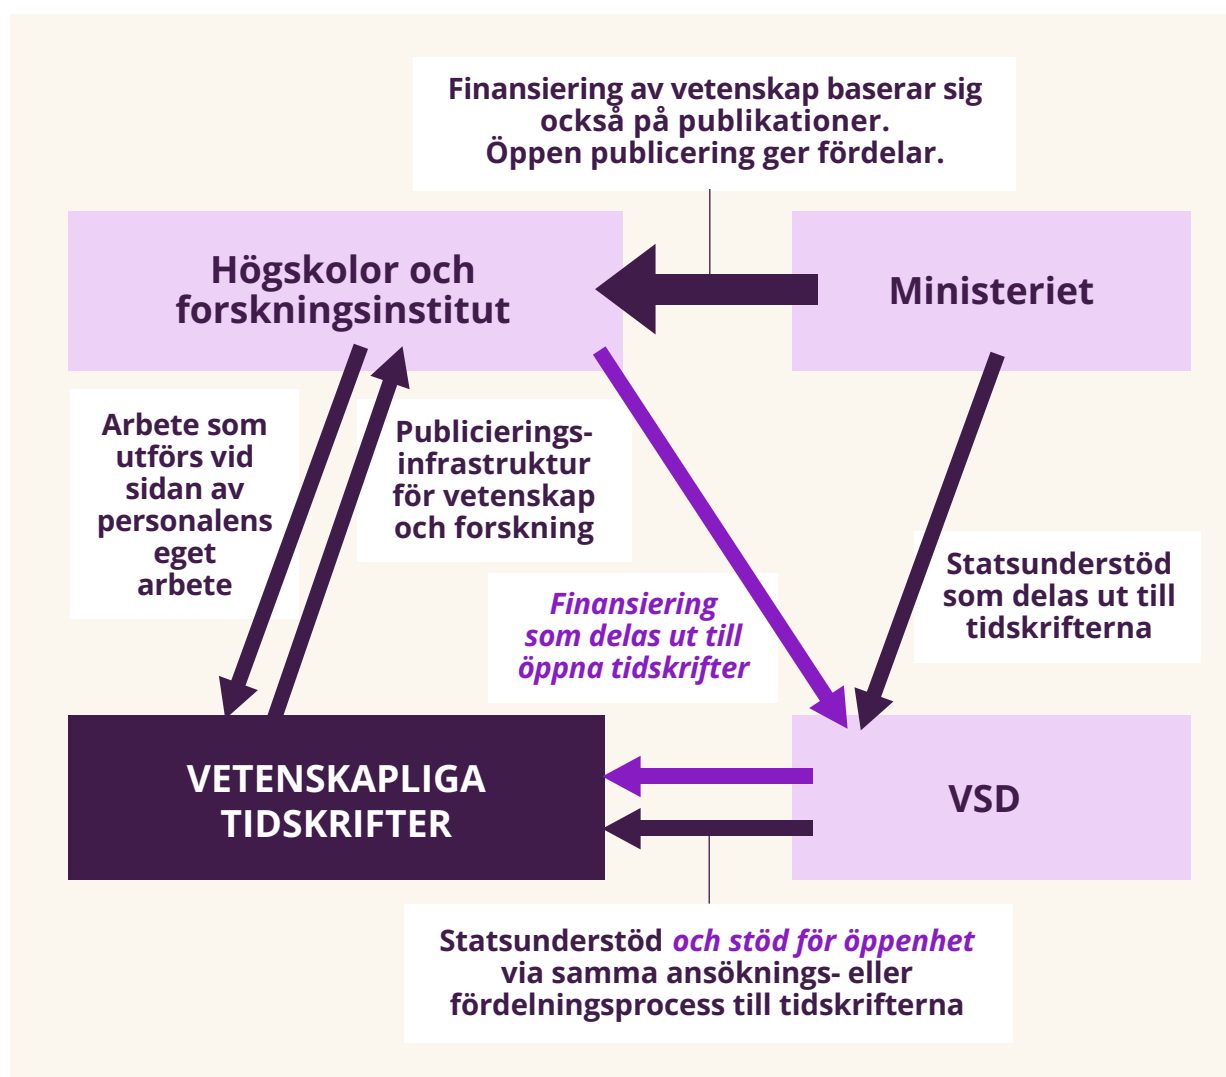 Finansiering av vetenskap baserar sig
också på publikationer.
Öppen publicering ger fördelar.
Högskolor och
forskningsinstitut
Ministeriet
Arbete som
utförs vid
sidan av
personalens
eget
arbete
Publicierings-
infrastruktur
för vetenskap
och forskning
Finansiering
som delas ut till
öppna tidskrifter
Statsunderstöd
som delas ut till
tidskrifterna
VETENSKAPLIGA
TIDSKRIFTER
VSD
Statsunderstöd och stöd för öppenhet
via samma ansöknings- eller
fördelningsprocess till tidskrifterna